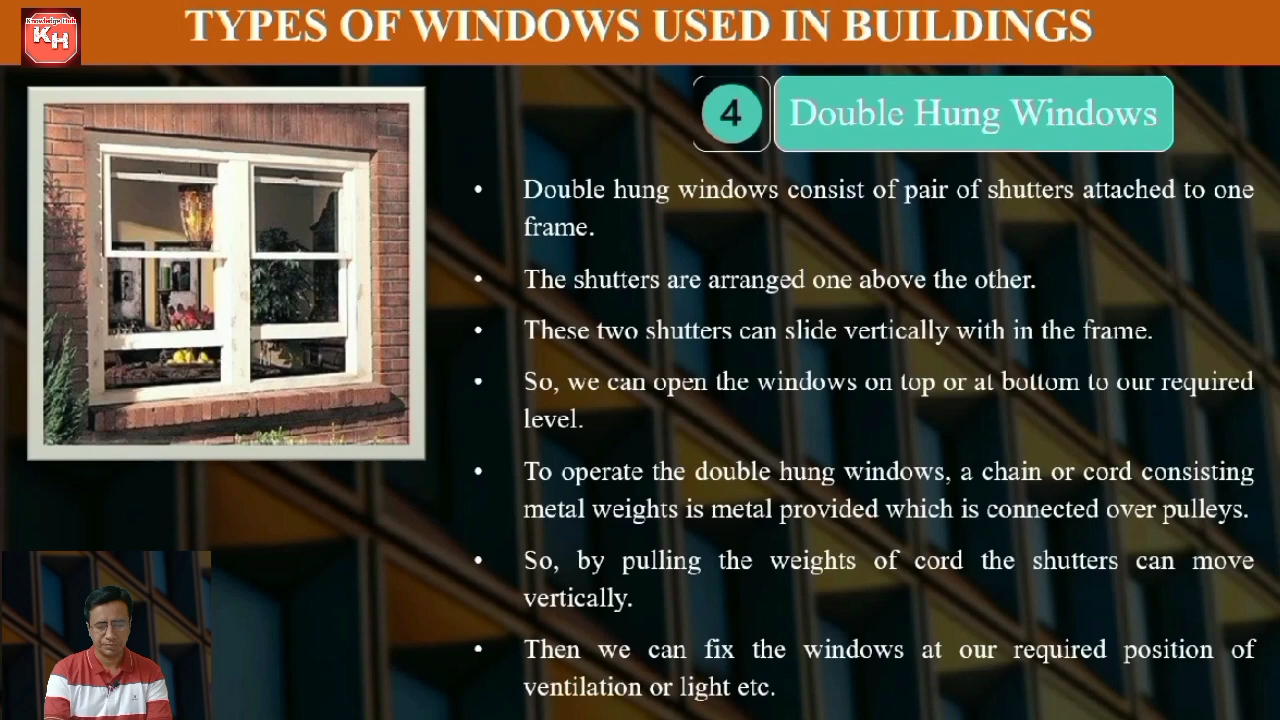 TYPES OF WINDOWS USED IN BUILDINGS
Knowledge Hub
KH
4
Double Hung Windows
• Double hung windows consist of pair of shutters attached to one
frame.
• The shutters are arranged one above the other.
• These two shutters can slide vertically with in the frame.
• So, we can open the windows on top or at bottom to our required
level.
• To operate the double hung windows, a chain or cord consisting
metal weights is metal provided which is connected over pulleys.
• So, by pulling the weights of cord the shutters can move
vertically.
• Then we can fix the windows at our required position of
ventilation or light etc.